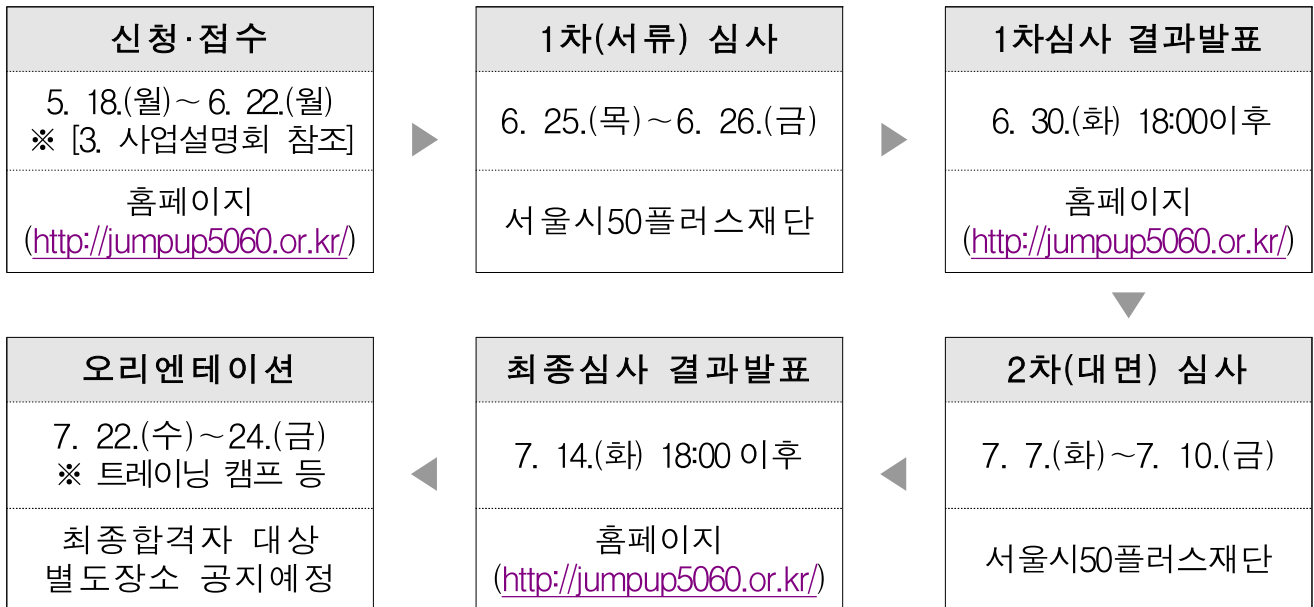 신청·접수
5. 18.(월)~6. 22.(월)
※ [3. 사업설명회 참조]
홈페이지
(http://jumpup5060.or.kr/)
1차(서류) 심사
6. 25.(목)~6. 26.(금)
서울시50플러스재단
1차심사 결과발표
6. 30.(화) 18:00이후
홈페이지
(http://jumpup5060.or.kr/)
2차(대면) 심사
7. 7.(화)~7. 10.(금)
서울시50플러스재단
최종심사 결과발표
7. 14.(화) 18:00 이후
홈페이지
(http://jumpup5060.or.kr/)
오리엔테이션
7. 22.(수)~24.(금)
※ 트레이닝 캠프 등
최종합격자 대상
별도장소 공지예정